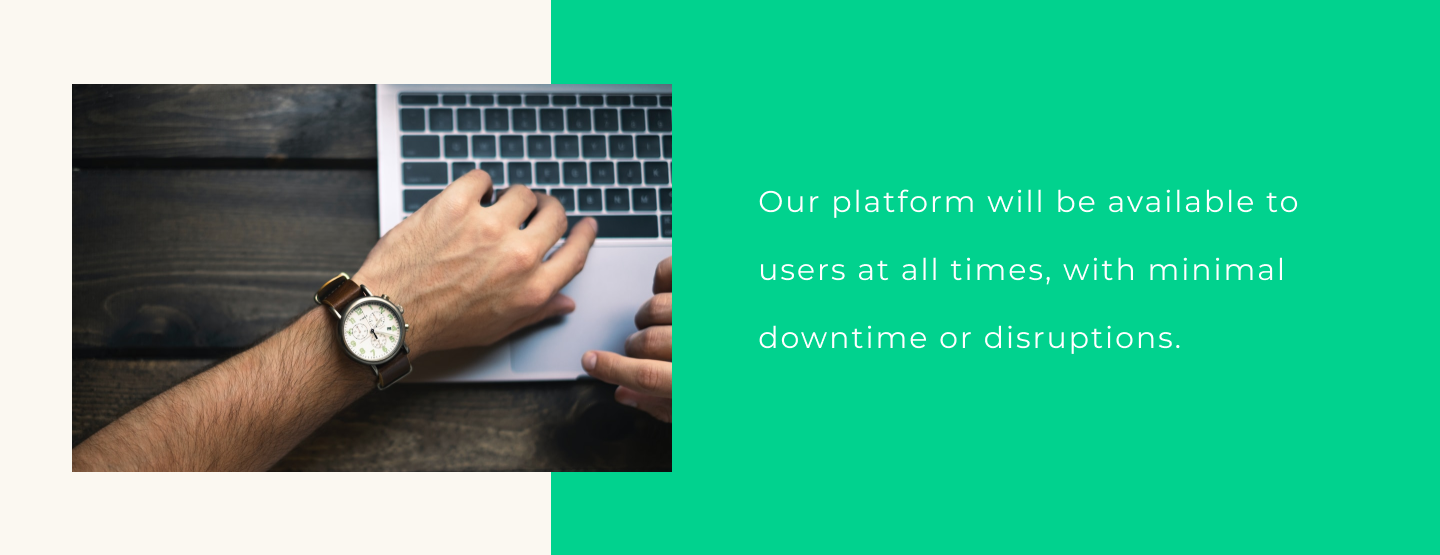 Our platform will be available to
users at all times, with minimal
downtime or disruptions.